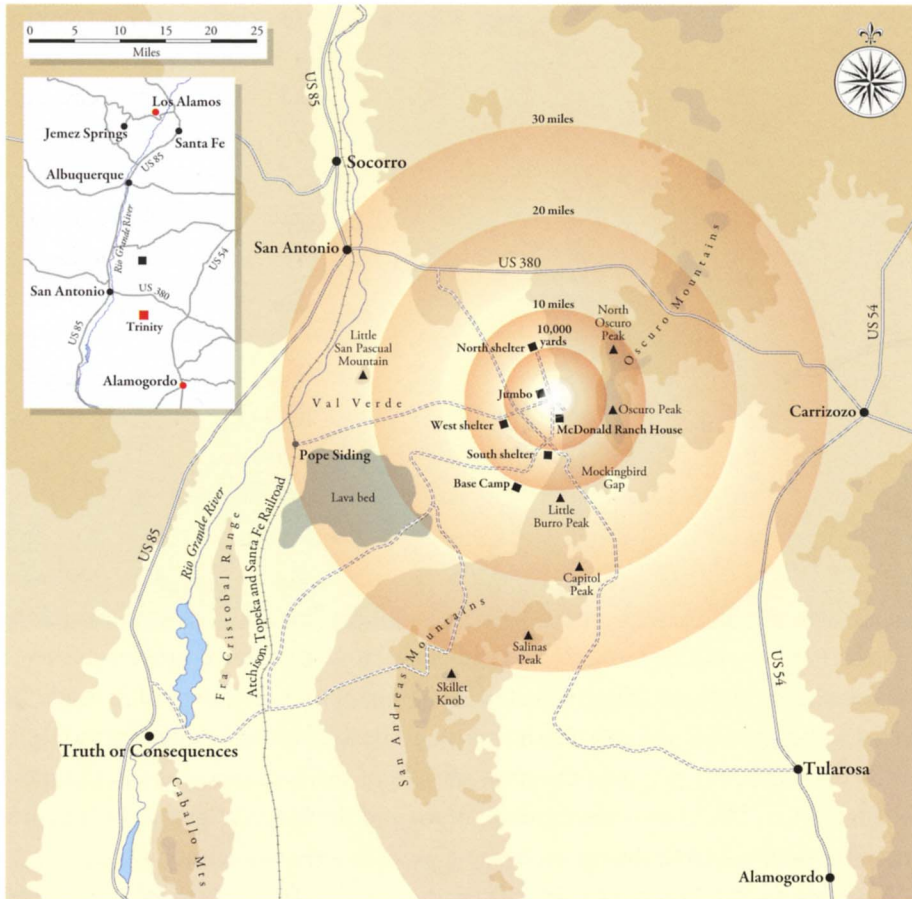 0 5 10 15 20 25
Miles
Los Alamos
Jemez Springs
Santa Fe
US 85
Albuquerque
Rio Grande River
US 54
San Antonio
US 380
Trinity
US 85
Alamogordo
US 85
30 miles
Socorro
20 miles
San Antonio
US 380
Oscuro Mountains
10 miles
North
Oscuro
Peak
10,000
yards
North shelter
US 54
Little
San Pascual
Mountain
Jumbo
Val Verde
Oscuro Peak
Carrizozo
West shelter
McDonald Ranch House
Pope Siding
South shelter
Mockingbird
Gap
Base Camp
Lava bed
Little
Burro Peak
US 85
Rio Grande River
Fra Cristobal Range
Atchison, Topeka and Santa Fe Railroad
Capitol
Peak
San Andreas Mountains
Salinas
Peak
Skillet
Knob
US 54
Truth or Consequences
Tularosa
Caballo Mts
Alamogordo